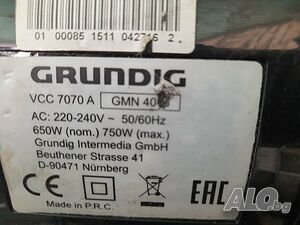 01 00085 1511 042716 2
GRUNDIG
VCC 7070 A
AC: 220-240V ~ 50/60Hz
650W (nom.) 750W (max.)
Grundig Intermedia GmbH
Beuthener Strasse 41
D-90471 Nürnberg
CE
EAC
Made in P.R.C.
ALO.bg